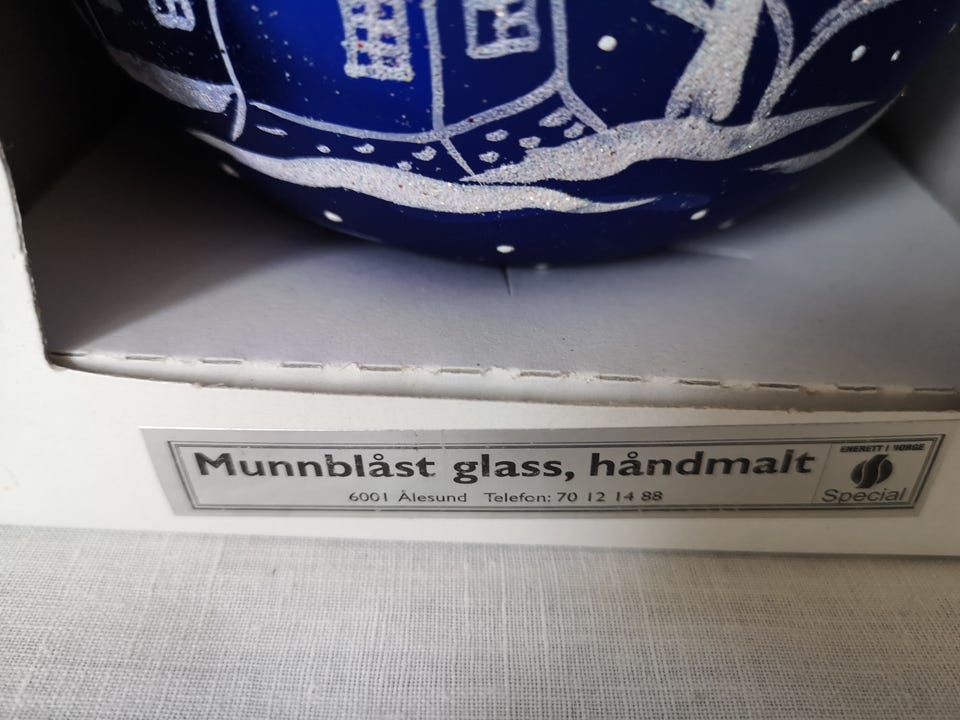 Munnblåst glass, håndmalt
6001 Ålesund Telefon: 70 12 14 88
ENERETT I NORGE
Special